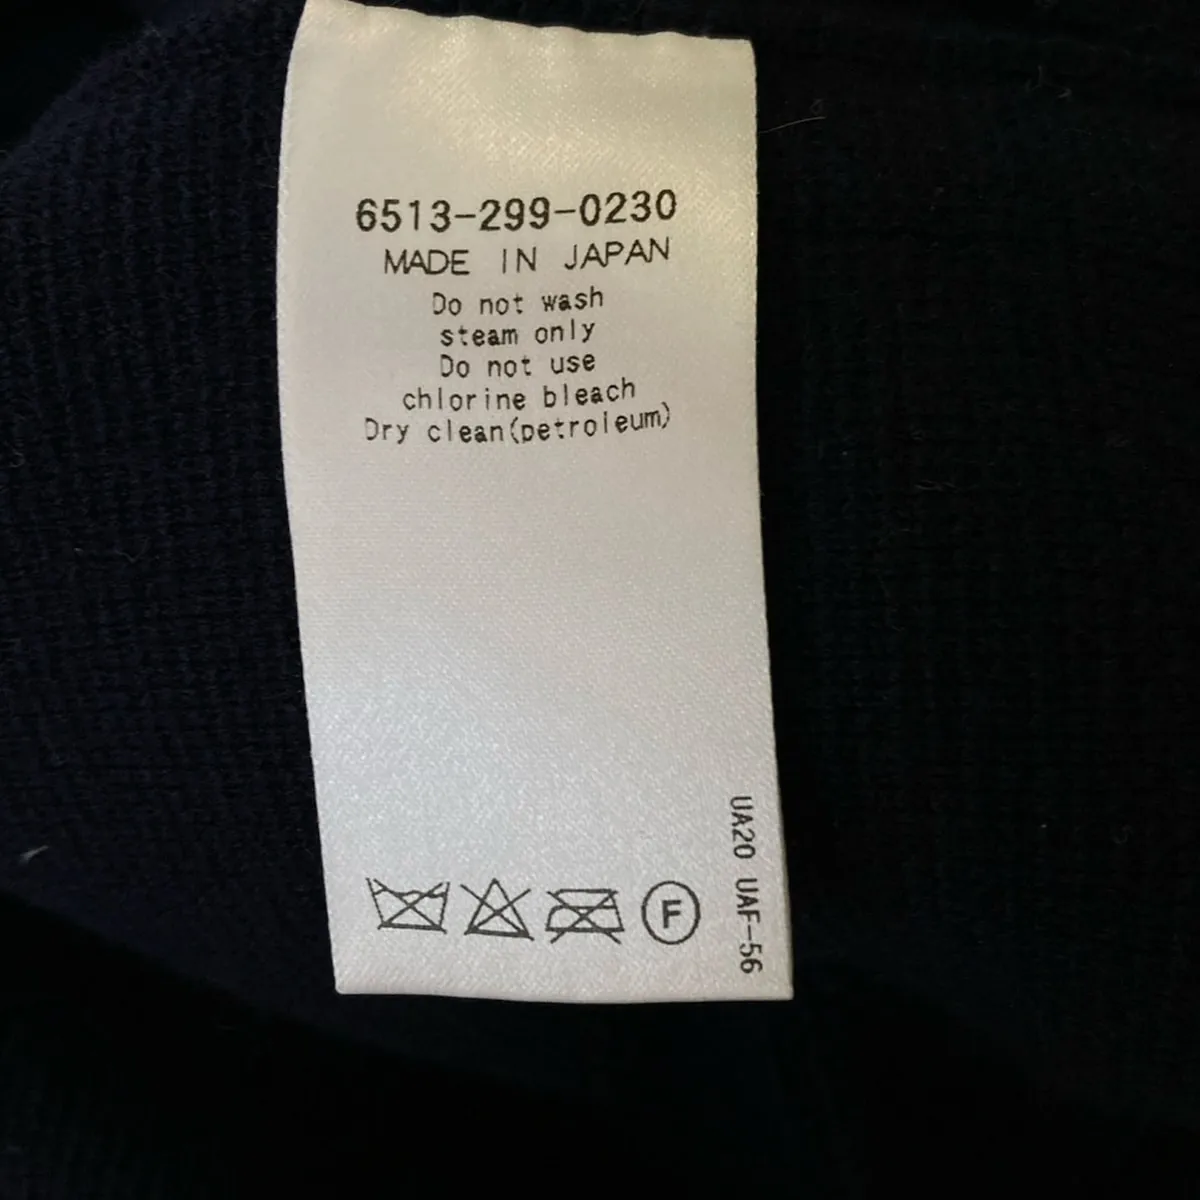 6513-299-0230
MADE IN JAPAN
Do not wash
steam only
Do not use
chlorine bleach
Dry clean(petroleum)
F
UA20 UAF-56